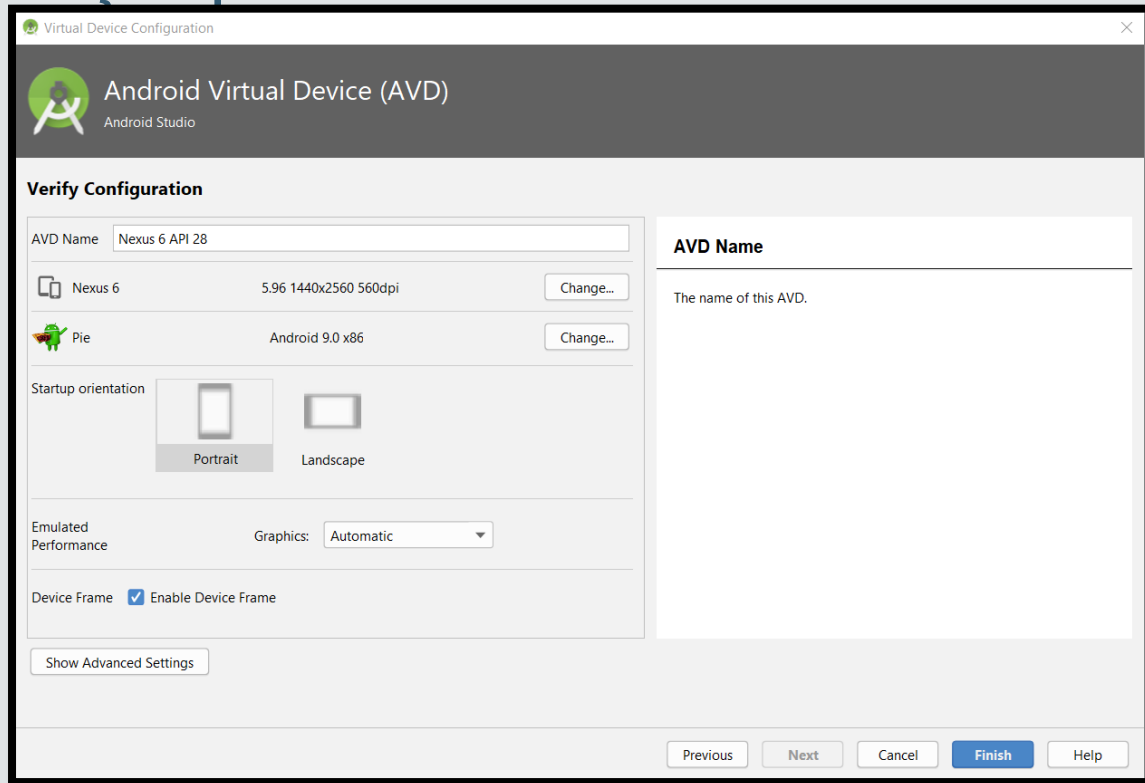 Virtual Device Configuration
Android Virtual Device (AVD)
Android Studio
Verify Configuration
AVD Name Nexus 6 API 28
Nexus 6 5.96 1440x2560 560dpi Change...
Pie Android 9.0 x86 Change...
Startup orientation
Portrait Landscape
Emulated
Performance
Graphics: Automatic
Device Frame Enable Device Frame
Show Advanced Settings
AVD Name
The name of this AVD.
Previous Next Cancel Finish Help